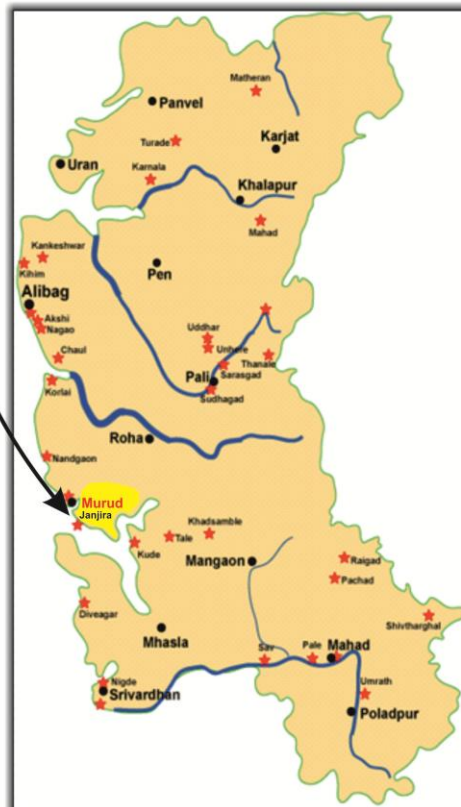 Matheran
Panvel
Turade
Karjat
Uran
Karnala
Khalapur
Mahad
Kankeshwar
Kihim
Pen
Alibag
Akshi
Nagao
Uddhar
Unhere
Chaul
Thanale
Sarasgad
Pali
Korlai
Sudhagad
Roha
Nandgaon
Murud
Janjira
Khadsamble
Tale
Kude
Mangaon
Raigad
Pachad
Diveagar
Shivtharghal
Mhasla
Sav
Pale
Mahad
Nigde
Srivardhan
Umrath
Poladpur